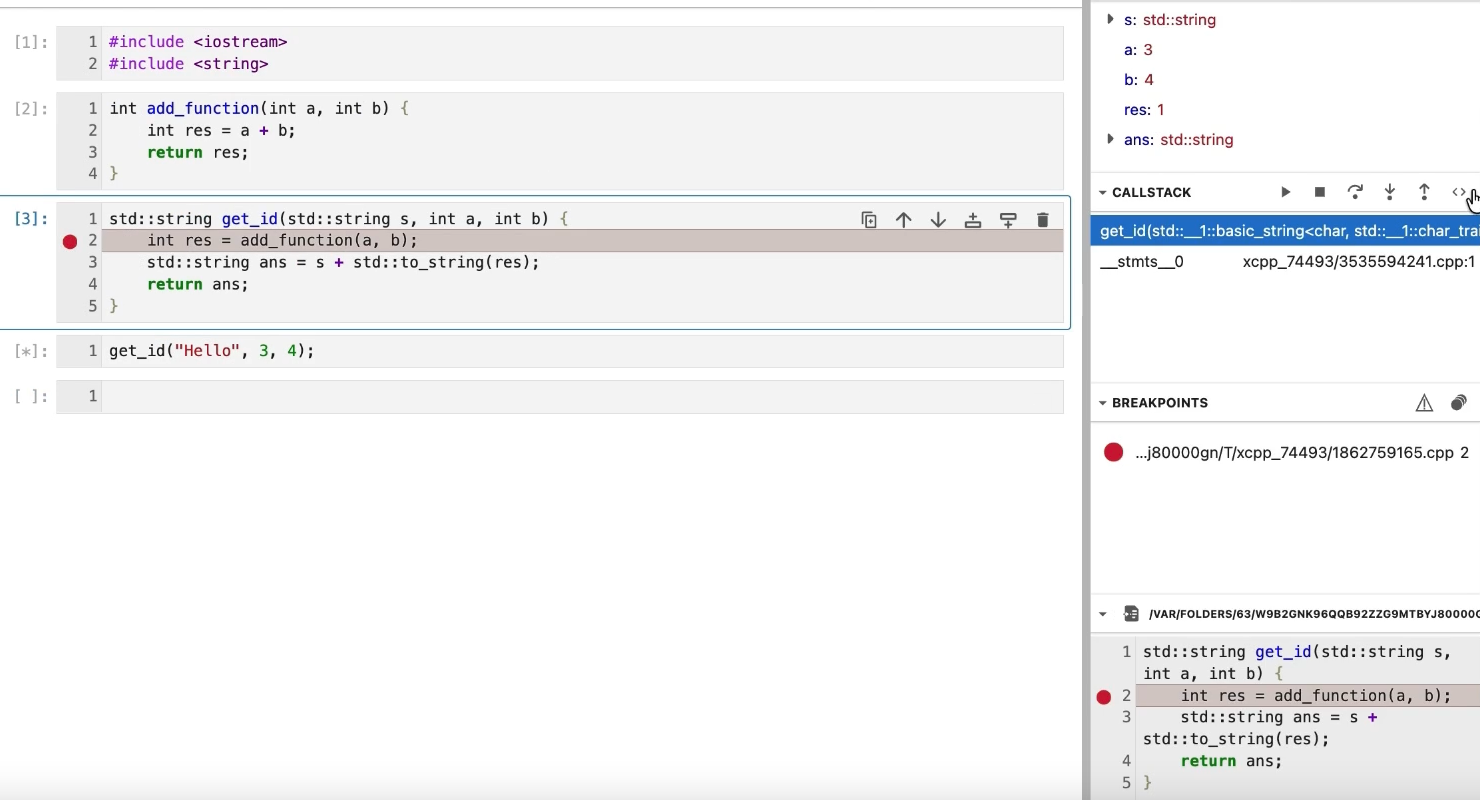 [1]: 1 #include <iostream>
2 #include <string>
[2]: 1 int add_function(int a, int b) {
2 int res = a + b;
3 return res;
4 }
[3]: 1 std::string get_id(std::string s, int a, int b) {
2 int res = add_function(a, b);
3 std::string ans = s + std::to_string(res);
4 return ans;
5 }
[*]: 1 get_id("Hello", 3, 4);
[ ]: 1
s: std::string
a: 3
b: 4
res: 1
ans: std::string
CALLSTACK
get_id(std::__1::basic_string<char, std::__1::char_trai
__stmts__0 xcpp_74493/3535594241.cpp:1
BREAKPOINTS
...j80000gn/T/xcpp_74493/1862759165.cpp 2
/VAR/FOLDERS/63/W9B2GNK96QQB92ZZG9MTBYJ80000G
1 std::string get_id(std::string s,
int a, int b) {
2 int res = add_function(a, b);
3 std::string ans = s +
std::to_string(res);
4 return ans;
5 }